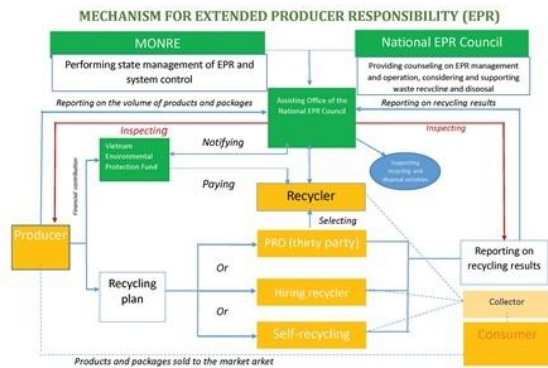 MECHANISM FOR EXTENDED PRODUCER RESPONSIBILITY (EPR)
MONRE
Performing state management of EPR and
system control
National EPR Council
Providing counseling on EPR management
and operation, considering and supporting
waste recycline and disposal
Assisting Office of the
National EPR Council
Reporting on the volume of products and packages
Reporting on recycling results
Inspecting
Inspecting
Notifying
Vietnam
Environmental
Protection Fund
Supporting
recycling and
disposal
Financial contribution
Paying
Recycler
Selecting
Producer
PRO (thirty party)
Reporting on
recycling results
Or
Recycling
plan
Hiring recycler
Collector
Or
Self-recycling
Consumer
Products and packages sold to the market arket